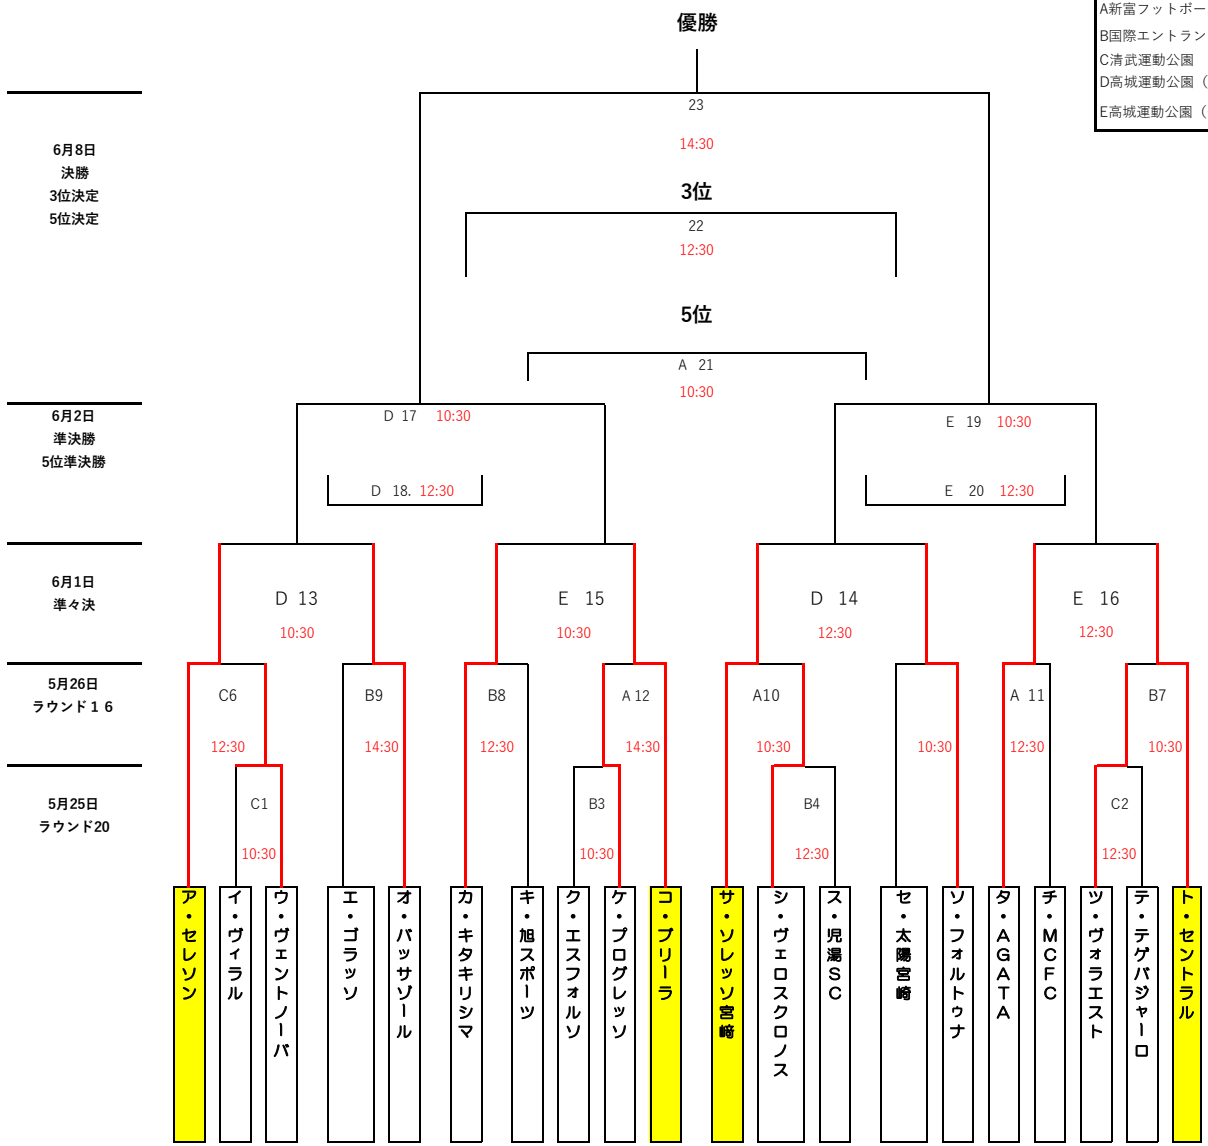 A新富フットボー
優勝
B国際エントラン
C清武運動公園
D高城運動公園（
23
E高城運動公園（
14:30
6月8日
決勝
3位決定
5位決定
3位
22
12:30
5位
A 21
10:30
6月2日
準決勝
5位準決勝
D 17 10:30
E 19 10:30
D 18. 12:30
E 20 12:30
6月1日
準々決
D 13
E 15
D 14
E 16
10:30
10:30
12:30
12:30
5月26日
ラウンド１６
C6
B9
B8
A 12
A10
A 11
B7
12:30
14:30
12:30
14:30
10:30
10:30
12:30
10:30
5月25日
ラウンド20
C1
B3
B4
C2
10:30
10:30
12:30
12:30
ア・セレソン
イ・ヴィラル
ウ・ヴェントノーバ
エ・ゴラッソ
オ・パッサゾール
カ・キタキリシマ
キ・旭スポーツ
ク・エスフォルソ
ケ・プログレッソ
コ・ブリーラ
サ・ソレッソ宮﨑
シ・ヴェロスクロノス
ス・児湯ＳＣ
セ・太陽宮崎
ソ・フォルトゥナ
タ・ＡＧＡＴＡ
チ・ＭＣＦＣ
ツ・ヴォラエスト
テ・テゲバジャーロ
ト・セントラル